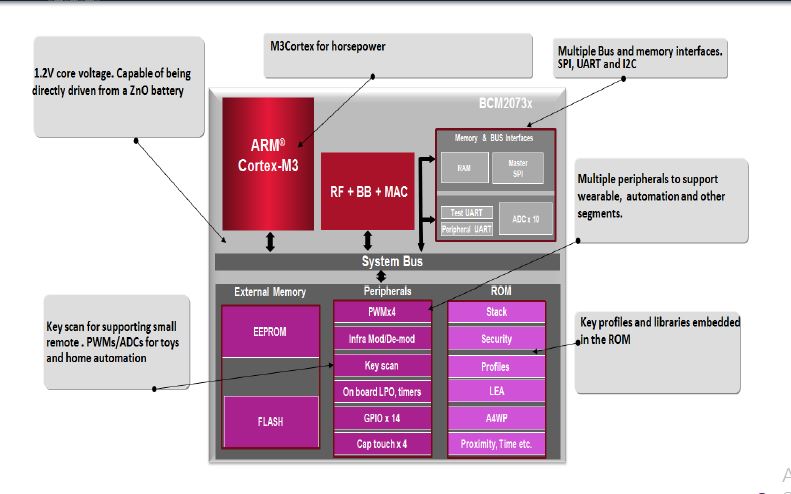 M3Cortex for horsepower
Multiple Bus and memory interfaces.
SPI, UART and I2C
1.2V core voltage. Capable of being
directly driven from a ZnO battery
BCM2073x
ARM®
Cortex-M3
RF + BB + MAC
Memory & BUS Interfaces
RAM
Master
SPI
Test UART
Peripheral UART
ADC x 10
Multiple peripherals to support
wearable, automation and other
segments.
System Bus
External Memory
EEPROM
FLASH
Peripherals
PWMx4
Infra Mod/De-mod
Key scan
On board LPO, timers
GPIO x 14
Cap touch x 4
ROM
Stack
Security
Profiles
LEA
A4WP
Proximity, Time etc.
Key scan for supporting small
remote . PWMs/ADCs for toys
and home automation
Key profiles and libraries embedded
in the ROM